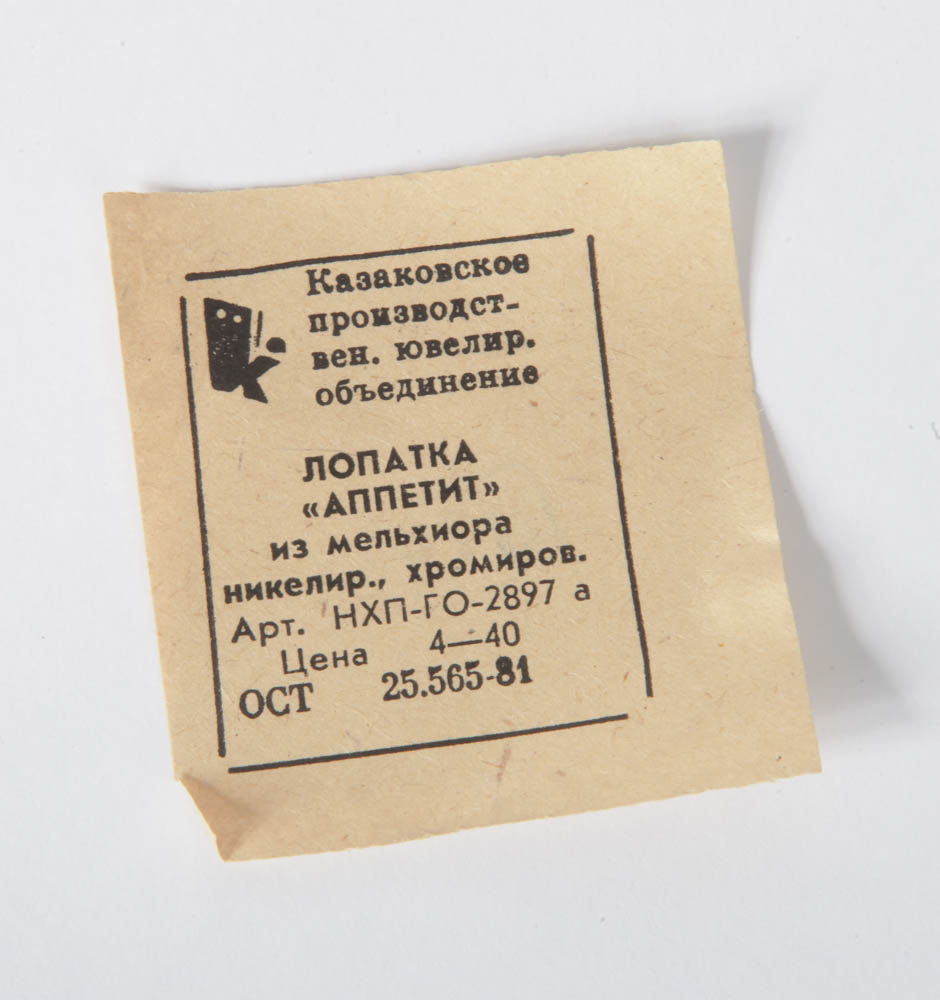 Казаковское
производст-
вен. ювелир.
объединение
ЛОПАТКА
«АППЕТИТ»
из мельхиора
никелир., хромиров.
Арт. НХП-ГО-2897 а
Цена 4—40
ОСТ 25.565-81